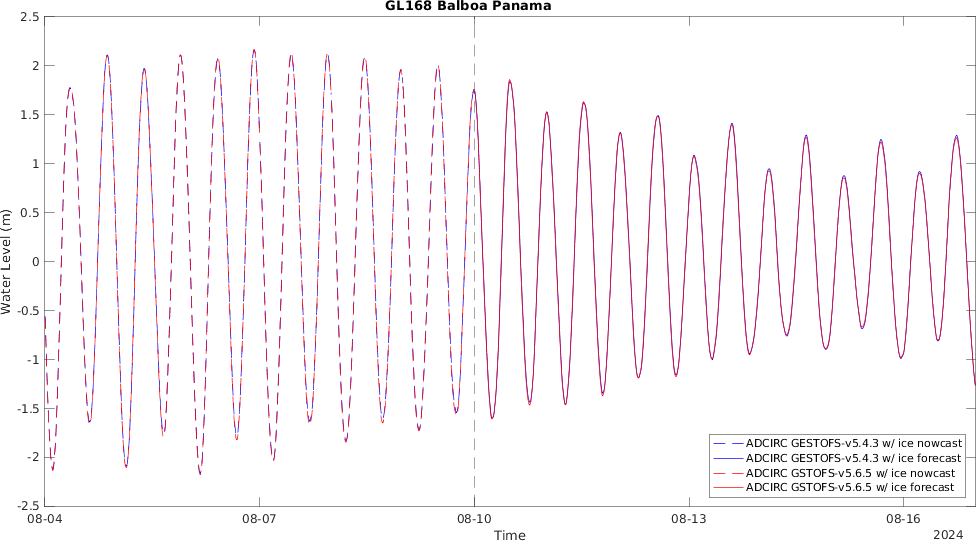 GL168 Balboa Panama
2.5
2
1.5
1
0.5
0
-0.5
-1
-1.5
-2
-2.5
Water Level (m)
ADCIRC GESTOFS-v5.4.3 w/ ice nowcast
ADCIRC GESTOFS-v5.4.3 w/ ice forecast
ADCIRC GSTOFS-v5.6.5 w/ ice nowcast
ADCIRC GSTOFS-v5.6.5 w/ ice forecast
08-04 08-07 08-10 08-13 08-16
Time
2024